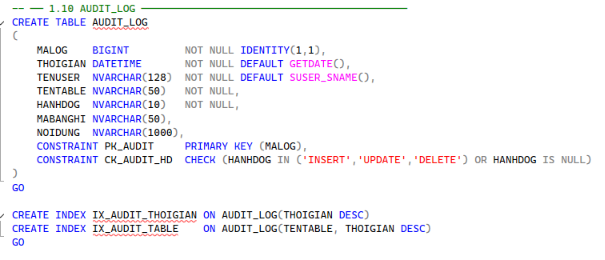 -- ── 1.10 AUDIT_LOG ──────────────────────────────────────────
CREATE TABLE AUDIT_LOG
(
    MALOG    BIGINT         NOT NULL IDENTITY(1,1),
    THOIGIAN DATETIME       NOT NULL DEFAULT GETDATE(),
    TENUSER  NVARCHAR(128)  NOT NULL DEFAULT SUSER_SNAME(),
    TENTABLE NVARCHAR(50)   NOT NULL,
    HANHDOG  NVARCHAR(10)   NOT NULL,
    MABANGHI NVARCHAR(50),
    NOIDUNG  NVARCHAR(1000),
    CONSTRAINT PK_AUDIT     PRIMARY KEY (MALOG),
    CONSTRAINT CK_AUDIT_HD  CHECK (HANHDOG IN ('INSERT','UPDATE','DELETE') OR HANHDOG IS NULL)
)
GO
CREATE INDEX IX_AUDIT_THOIGIAN ON AUDIT_LOG(THOIGIAN DESC)
CREATE INDEX IX_AUDIT_TABLE    ON AUDIT_LOG(TENTABLE, THOIGIAN DESC)
GO